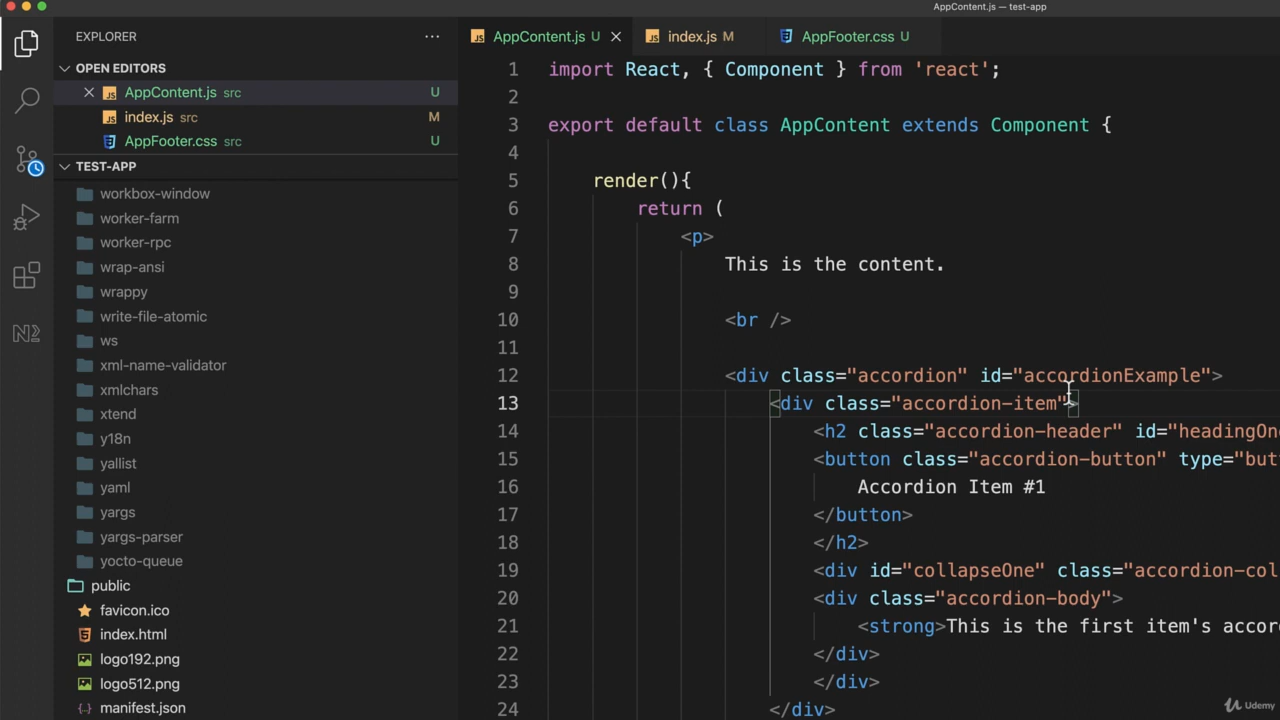 AppContent.js — test-app
EXPLORER
OPEN EDITORS
AppContent.js src U
index.js src M
AppFooter.css src U
TEST-APP
workbox-window
worker-farm
worker-rpc
wrap-ansi
wrappy
write-file-atomic
ws
xml-name-validator
xmlchars
xtend
y18n
yallist
yaml
yargs
yargs-parser
yocto-queue
public
favicon.ico
index.html
logo192.png
logo512.png
manifest.json
AppContent.js U
index.js M
AppFooter.css U
1 import React, { Component } from 'react';
2
3 export default class AppContent extends Component {
4
5 render(){
6 return (
7 <p>
8 This is the content.
9
10 <br />
11
12 <div class="accordion" id="accordionExample">
13 <div class="accordion-item">
14 <h2 class="accordion-header" id="headingOn
15 <button class="accordion-button" type="but
16 Accordion Item #1
17 </button>
18 </h2>
19 <div id="collapseOne" class="accordion-col
20 <div class="accordion-body">
21 <strong>This is the first item's accor
22 </div>
23 </div>
24 </div>
Udemy